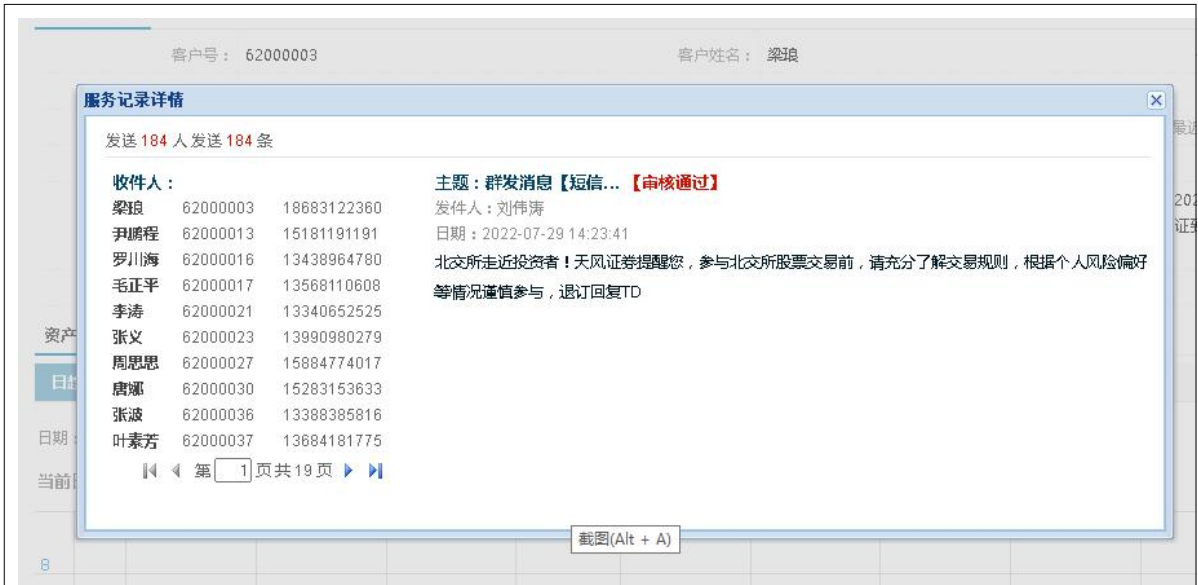 客户号： 62000003 客户姓名： 梁琅
服务记录详情
发送 184 人发送 184 条
收件人：
梁琅 62000003 18683122360
尹鹏程 62000013 15181191191
罗川海 62000016 13438964780
毛正平 62000017 13568110608
李涛 62000021 13340652525
张义 62000023 13990980279
周思思 62000027 15884774017
唐娜 62000030 15283153633
张波 62000036 13388385816
叶素芳 62000037 13684181775
第 1 页共19页
主题：群发消息【短信... 【审核通过】
发件人：刘伟涛
日期：2022-07-29 14:23:41
北交所走近投资者！天风证券提醒您，参与北交所股票交易前，请充分了解交易规则，根据个人风险偏好
等情况谨慎参与，退订回复TD
202
资产
日期：
当前
截图(Alt + A)
8